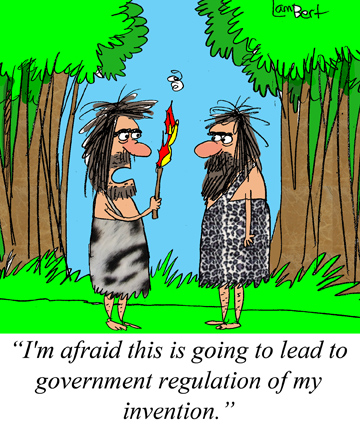 Lambert
"I'm afraid this is going to lead to
government regulation of my
invention."